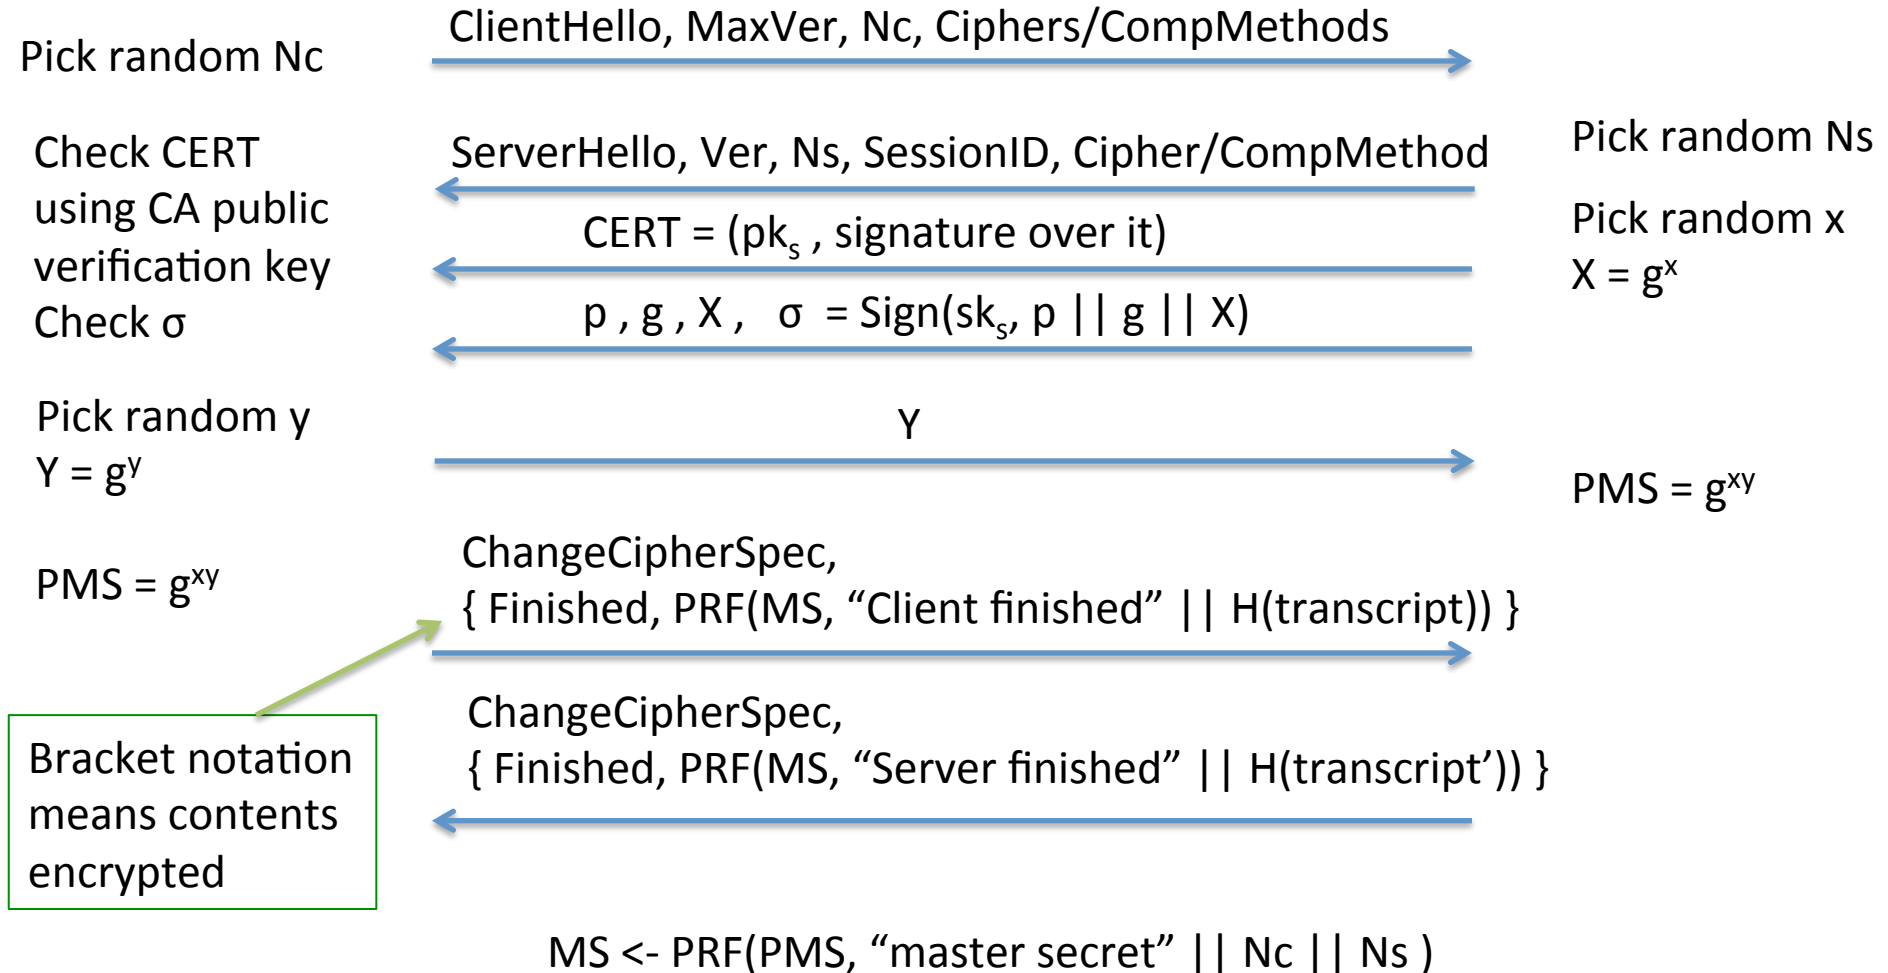 ClientHello, MaxVer, Nc, Ciphers/CompMethods
Pick random Nc
Pick random Ns
Check CERT
using CA public
verification key
Check σ
ServerHello, Ver, Ns, SessionID, Cipher/CompMethod
Pick random x
X = gˣ
CERT = (pkₛ , signature over it)
p , g , X , σ = Sign(skₛ, p || g || X)
Pick random y
Y = gʸ
Y
PMS = gˣʸ
PMS = gˣʸ
ChangeCipherSpec,
{ Finished, PRF(MS, “Client finished” || H(transcript)) }
ChangeCipherSpec,
{ Finished, PRF(MS, “Server finished” || H(transcript’)) }
Bracket notation
means contents
encrypted
MS <- PRF(PMS, “master secret” || Nc || Ns )